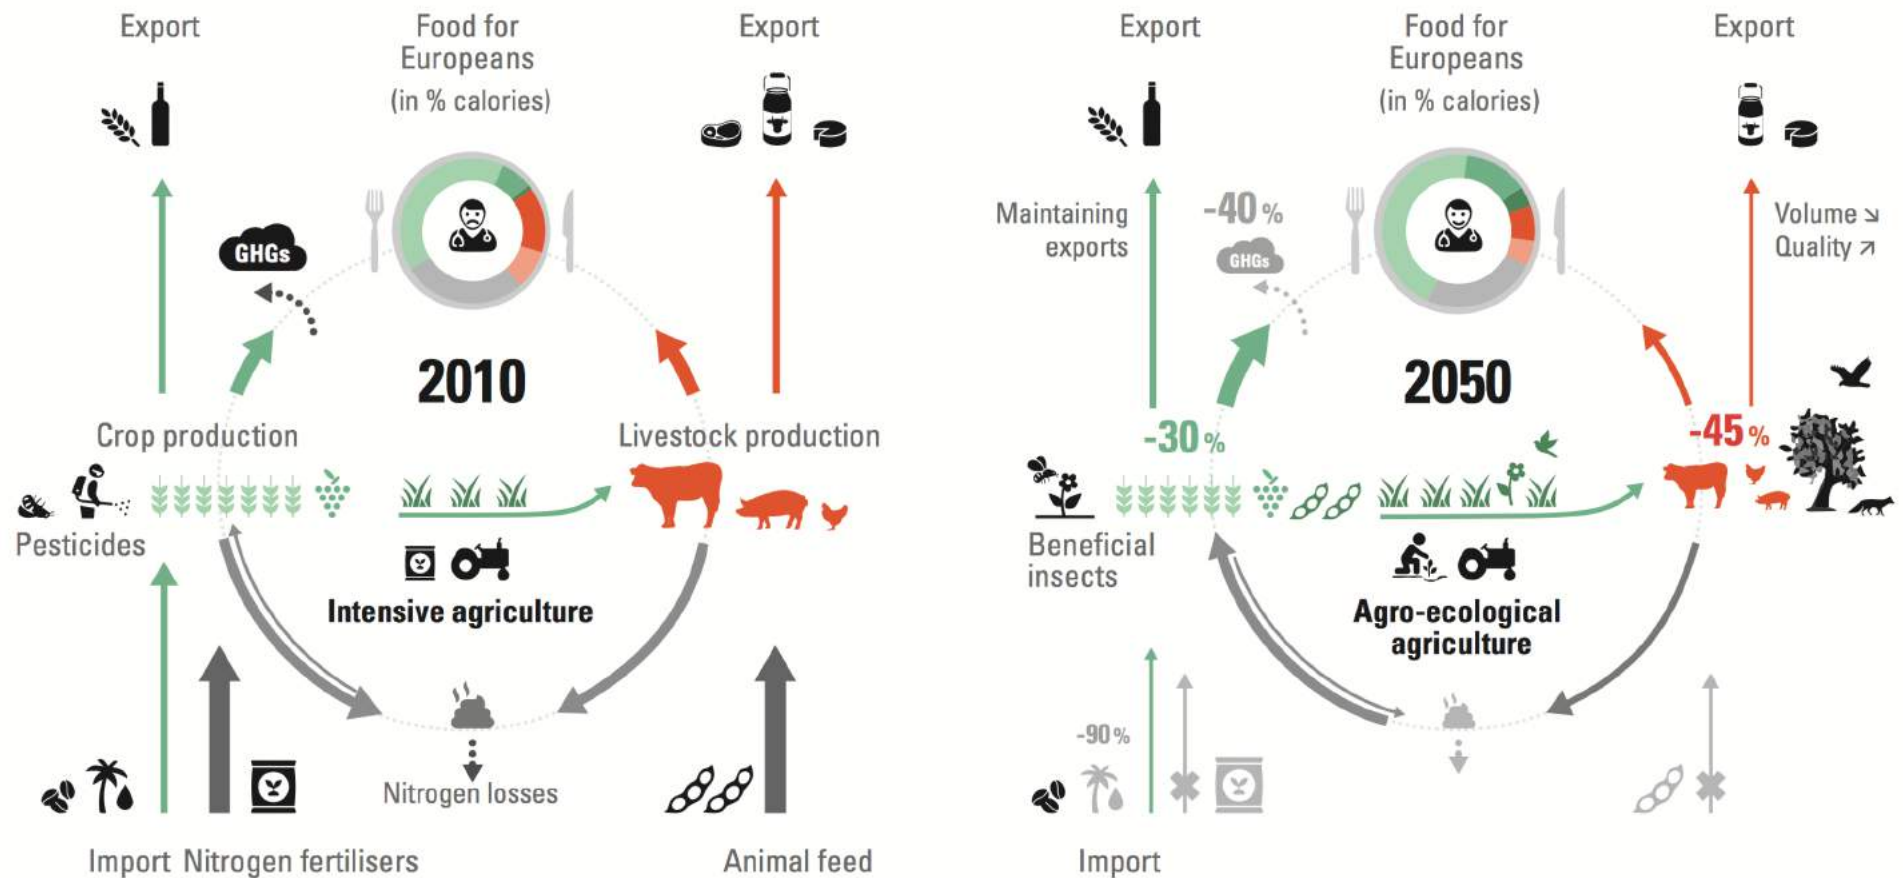 Export
Food for
Europeans
(in % calories)
Export
GHGs
2010
Crop production
Livestock production
Pesticides
Intensive agriculture
Nitrogen losses
Import
Nitrogen fertilisers
Animal feed
Export
Food for
Europeans
(in % calories)
Export
Maintaining
exports
-40 %
GHGs
Volume ↘
Quality ↗
2050
-30 %
-45 %
Beneficial
insects
Agro-ecological
agriculture
-90 %
Import